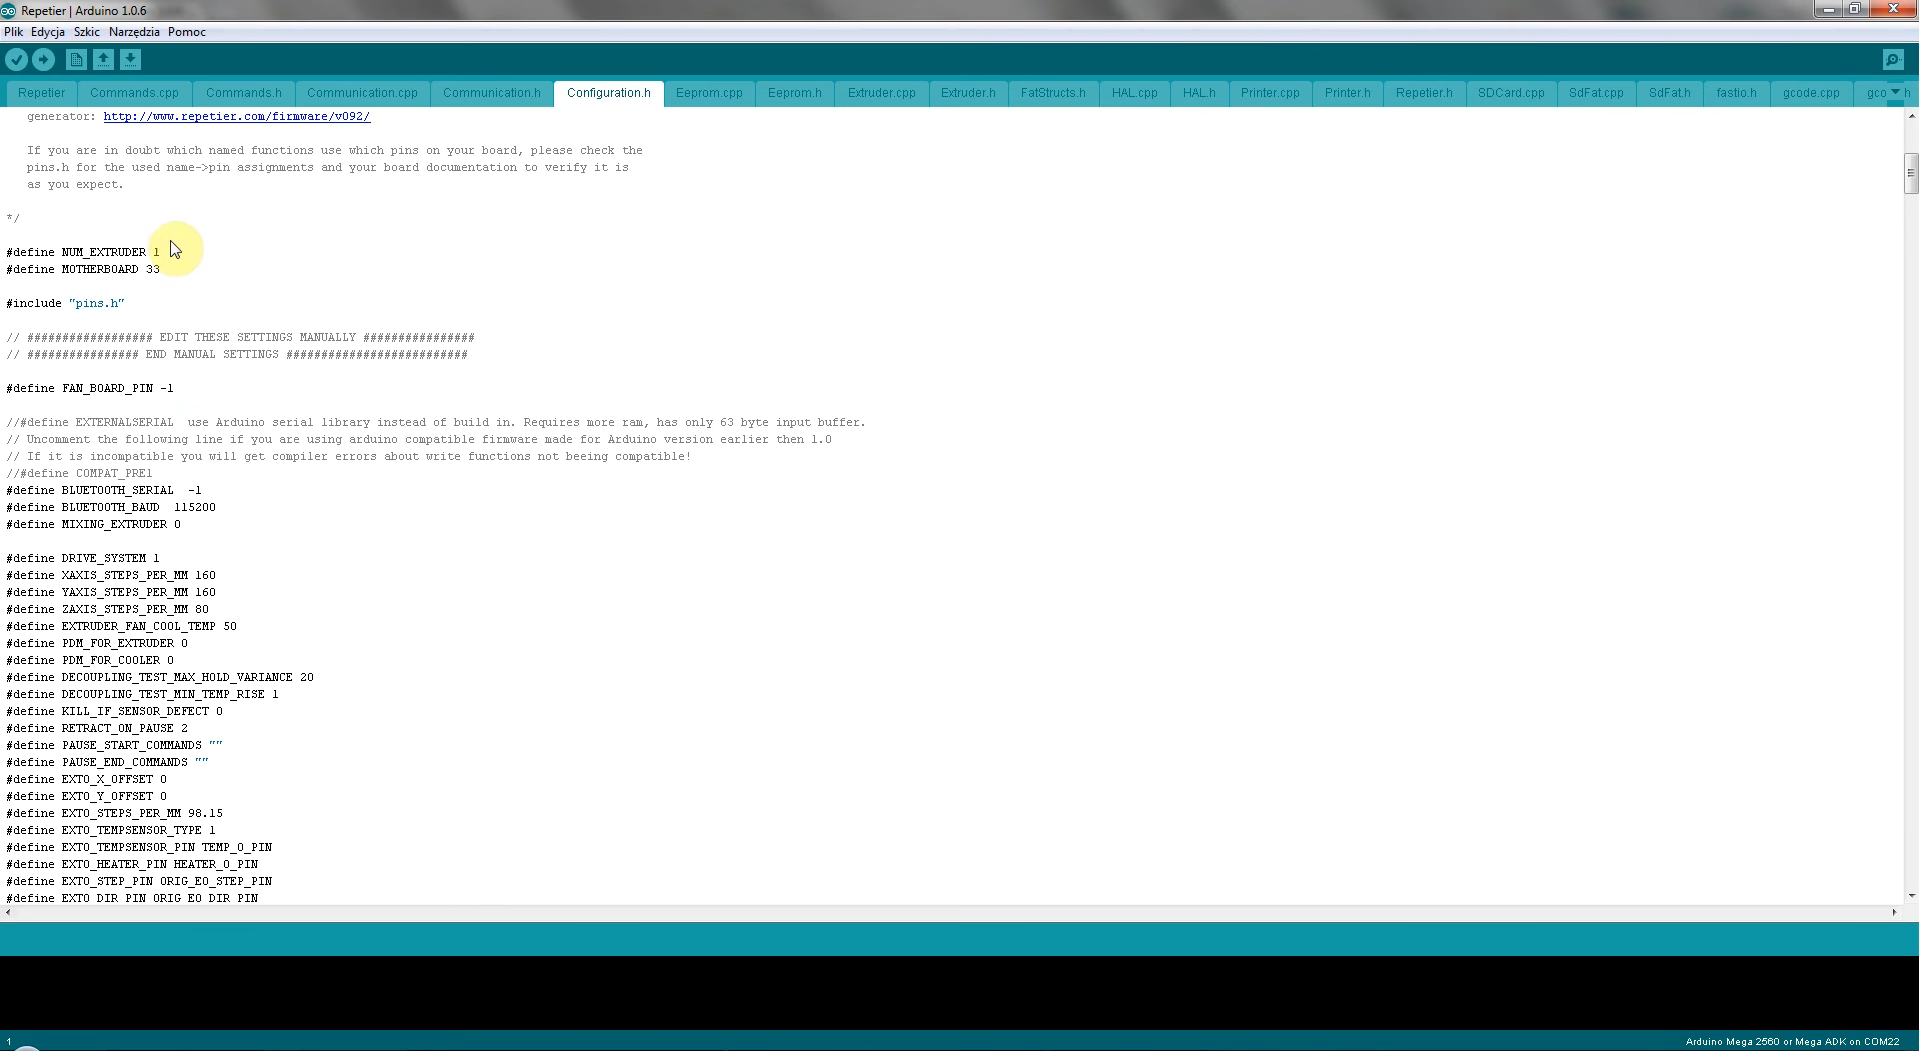 Repetier | Arduino 1.0.6
Plik Edycja Szkic Narzędzia Pomoc
Repetier Commands.cpp Commands.h Communication.cpp Communication.h Configuration.h Eeprom.cpp Eeprom.h Extruder.cpp Extruder.h FatStructs.h HAL.cpp HAL.h Printer.cpp Printer.h Repetier.h SDCard.cpp SdFat.cpp SdFat.h fastio.h gcode.cpp gco h
generator: http://www.repetier.com/firmware/v092/
If you are in doubt which named functions use which pins on your board, please check the
pins.h for the used name->pin assignments and your board documentation to verify it is
as you expect.
*/
#define NUM_EXTRUDER 1
#define MOTHERBOARD 33
#include "pins.h"
// ################## EDIT THESE SETTINGS MANUALLY ################
// ################ END MANUAL SETTINGS ##########################
#define FAN_BOARD_PIN -1
//#define EXTERNALSERIAL  use Arduino serial library instead of build in. Requires more ram, has only 63 byte input buffer.
// Uncomment the following line if you are using arduino compatible firmware made for Arduino version earlier then 1.0
// If it is incompatible you will get compiler errors about write functions not beeing compatible!
//#define COMPAT_PRE1
#define BLUETOOTH_SERIAL  -1
#define BLUETOOTH_BAUD  115200
#define MIXING_EXTRUDER 0
#define DRIVE_SYSTEM 1
#define XAXIS_STEPS_PER_MM 160
#define YAXIS_STEPS_PER_MM 160
#define ZAXIS_STEPS_PER_MM 80
#define EXTRUDER_FAN_COOL_TEMP 50
#define PDM_FOR_EXTRUDER 0
#define PDM_FOR_COOLER 0
#define DECOUPLING_TEST_MAX_HOLD_VARIANCE 20
#define DECOUPLING_TEST_MIN_TEMP_RISE 1
#define KILL_IF_SENSOR_DEFECT 0
#define RETRACT_ON_PAUSE 2
#define PAUSE_START_COMMANDS ""
#define PAUSE_END_COMMANDS ""
#define EXT0_X_OFFSET 0
#define EXT0_Y_OFFSET 0
#define EXT0_STEPS_PER_MM 98.15
#define EXT0_TEMPSENSOR_TYPE 1
#define EXT0_TEMPSENSOR_PIN TEMP_0_PIN
#define EXT0_HEATER_PIN HEATER_0_PIN
#define EXT0_STEP_PIN ORIG_E0_STEP_PIN
#define EXT0_DIR_PIN ORIG_E0_DIR_PIN
1
Arduino Mega 2560 or Mega ADK on COM22